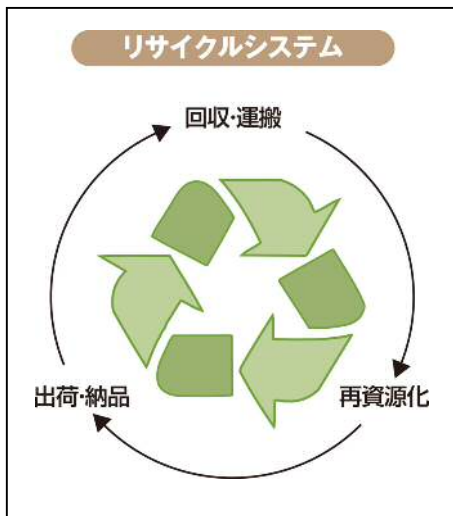 リサイクルシステム
回収・運搬
再資源化
出荷・納品